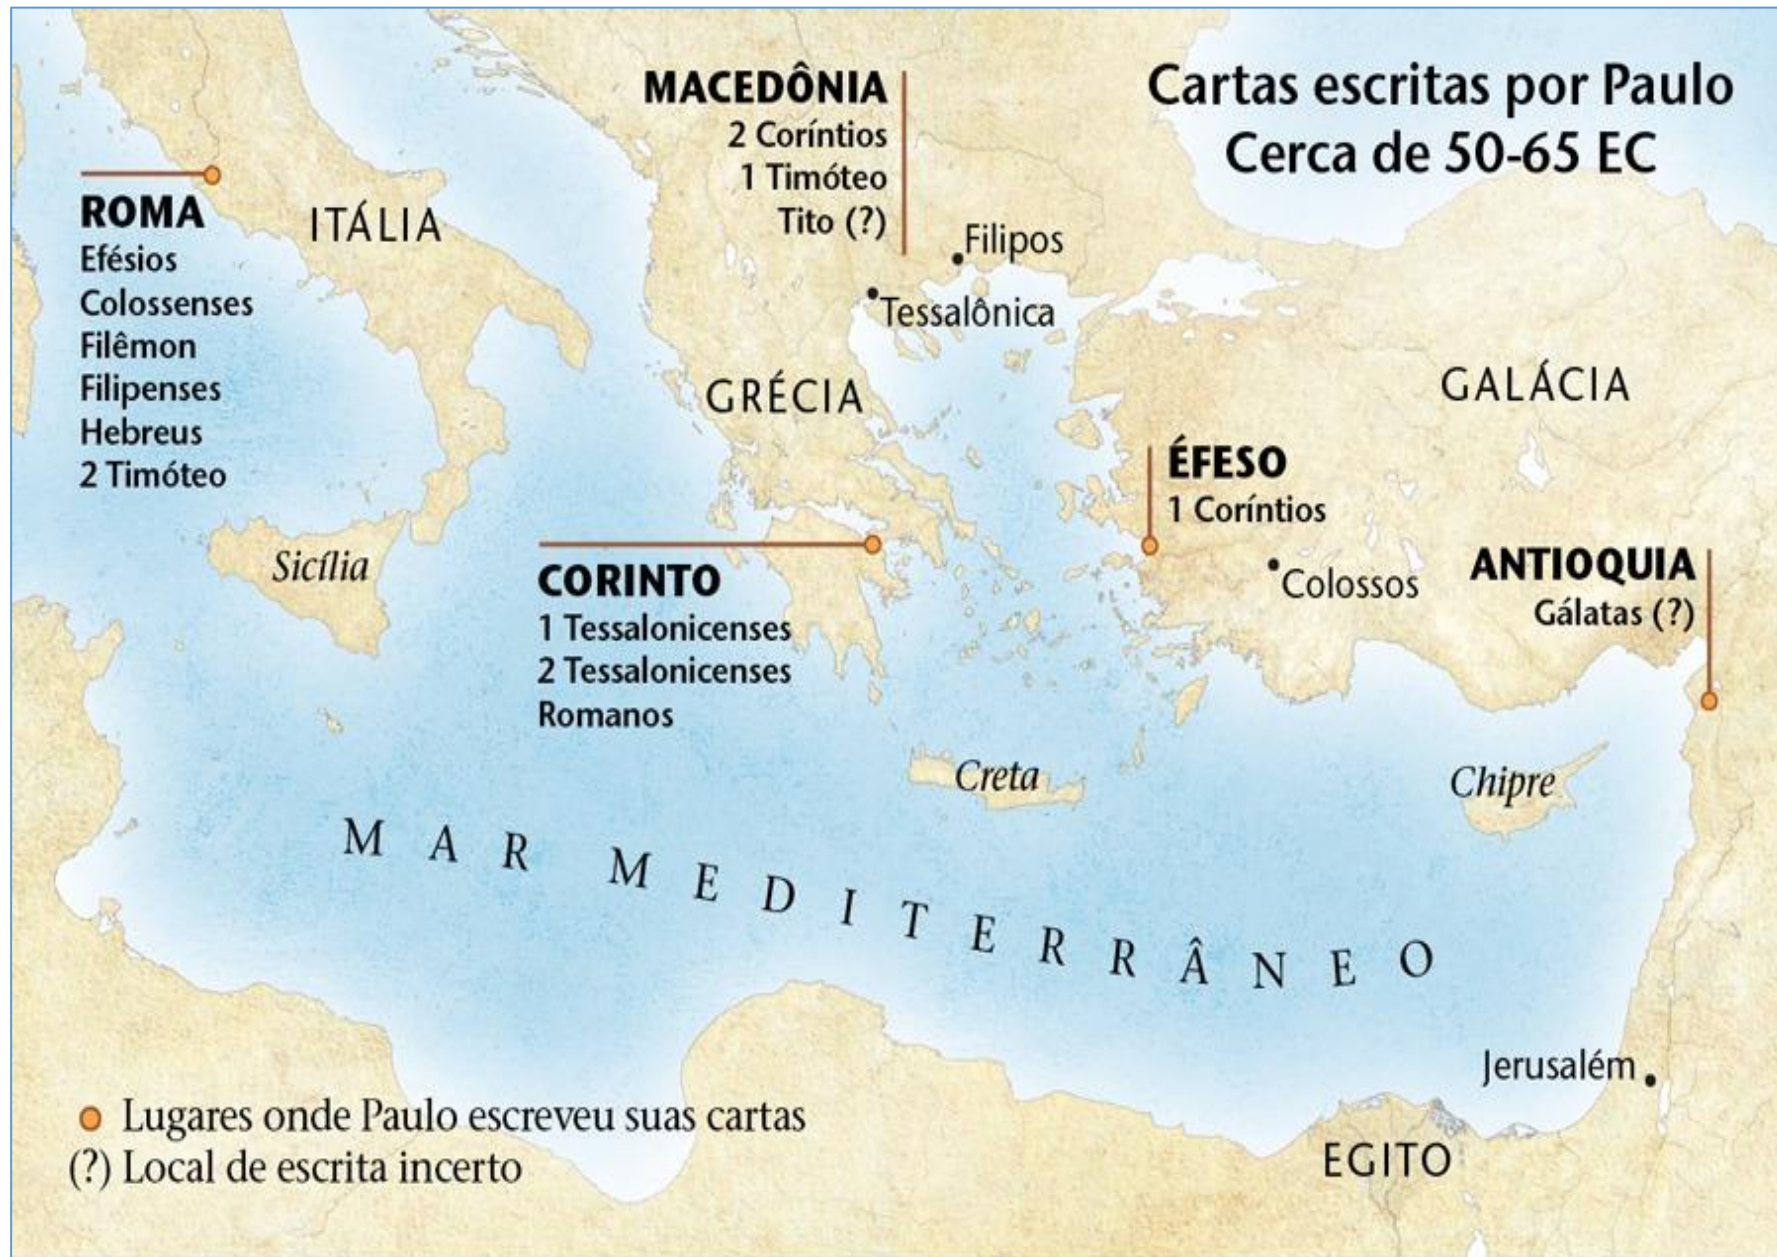 Cartas escritas por Paulo
Cerca de 50-65 EC
MACEDÔNIA
2 Coríntios
1 Timóteo
Tito (?)
ROMA
Efésios
Colossenses
Filêmon
Filipenses
Hebreus
2 Timóteo
ITÁLIA
Filipos
Tessalônica
GRÉCIA
GALÁCIA
ÉFESO
1 Coríntios
Colossos
ANTIOQUIA
Gálatas (?)
Sicília
CORINTO
1 Tessalonicenses
2 Tessalonicenses
Romanos
Creta
Chipre
MAR MEDITERRÂNEO
Jerusalém
EGITO
Lugares onde Paulo escreveu suas cartas
(?) Local de escrita incerto